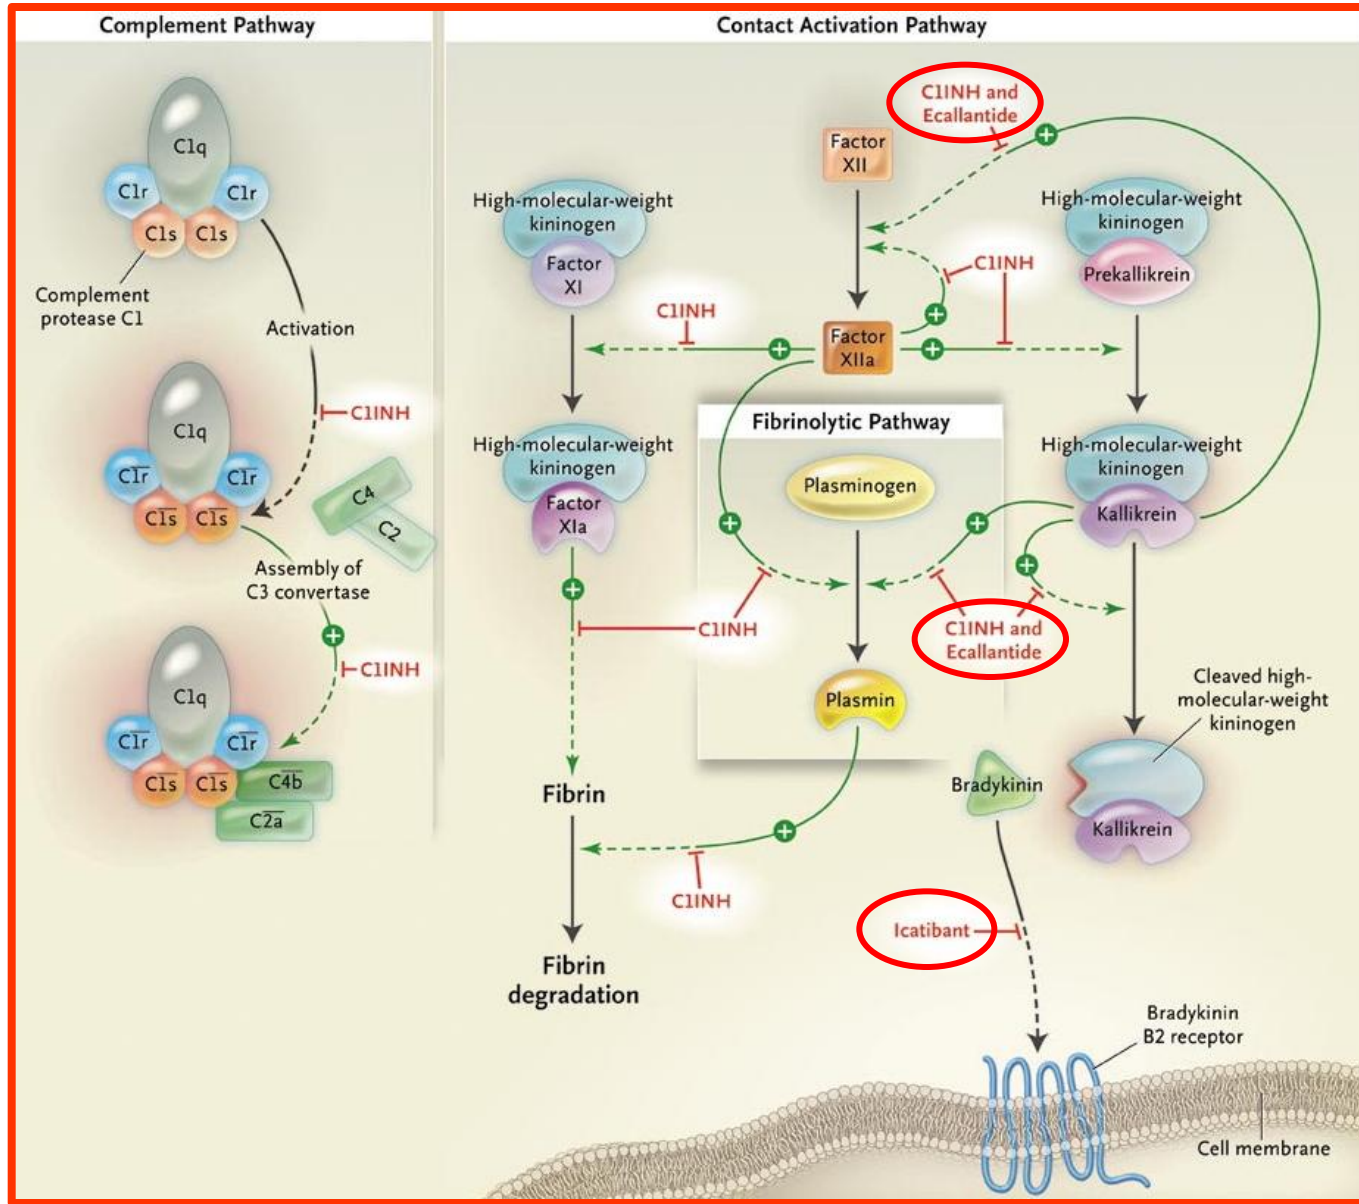 Complement Pathway
C1q
C1r
C1r
C1s
C1s
Complement
protease C1
Activation
C1INH
C1q
C1r
C1r
C1s
C1s
C4
C2
Assembly of
C3 convertase
C1INH
C1q
C1r
C1r
C1s
C1s
C4b
C2a
Contact Activation Pathway
C1INH and
Ecallantide
Factor
XII
High-molecular-weight
kininogen
Factor
XI
High-molecular-weight
kininogen
Prekallikrein
C1INH
C1INH
Factor
XIIa
Fibrinolytic Pathway
High-molecular-weight
kininogen
Factor
XIa
Plasminogen
High-molecular-weight
kininogen
Kallikrein
C1INH
C1INH and
Ecallantide
Plasmin
Cleaved high-
molecular-weight
kininogen
Fibrin
Bradykinin
Kallikrein
C1INH
Icatibant
Fibrin
degradation
Bradykinin
B2 receptor
Cell membrane